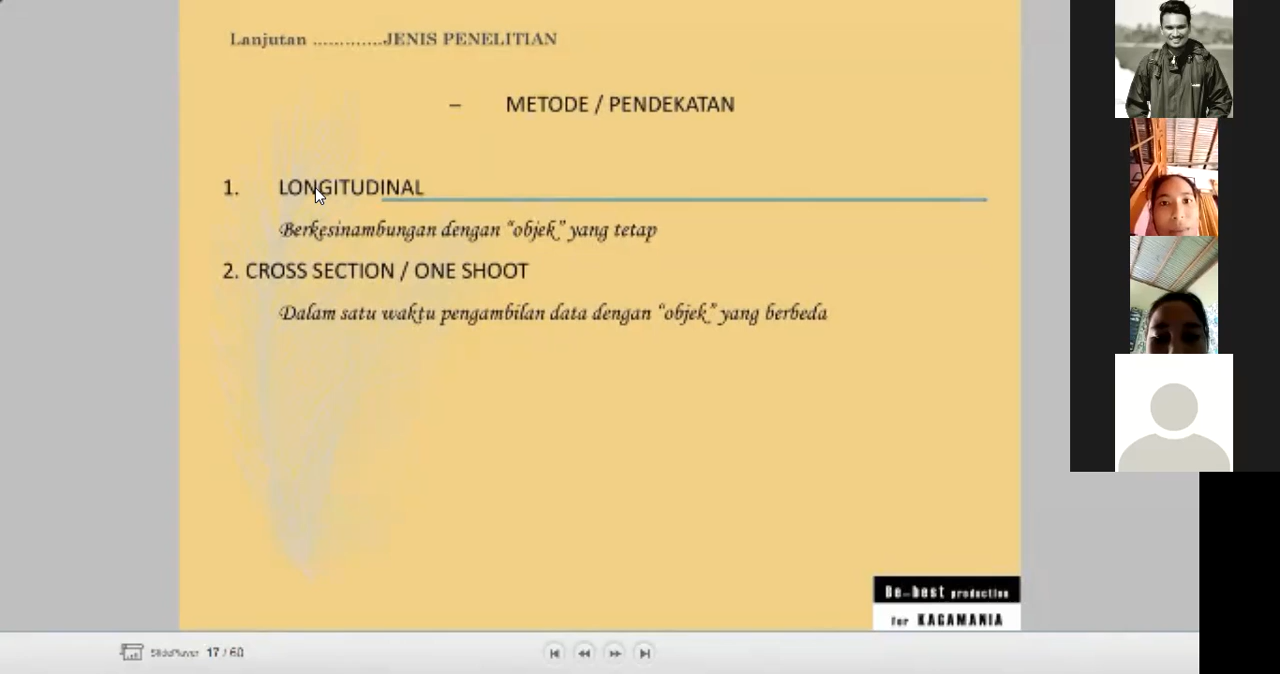 Lanjutan .............JENIS PENELITIAN
– METODE / PENDEKATAN
1. LONGITUDINAL
Berkesinambungan dengan “objek” yang tetap
2. CROSS SECTION / ONE SHOOT
Dalam satu waktu pengambilan data dengan “objek” yang berbeda
Be-best production
for KAGAMANIA
SlidePlayer 17 / 60